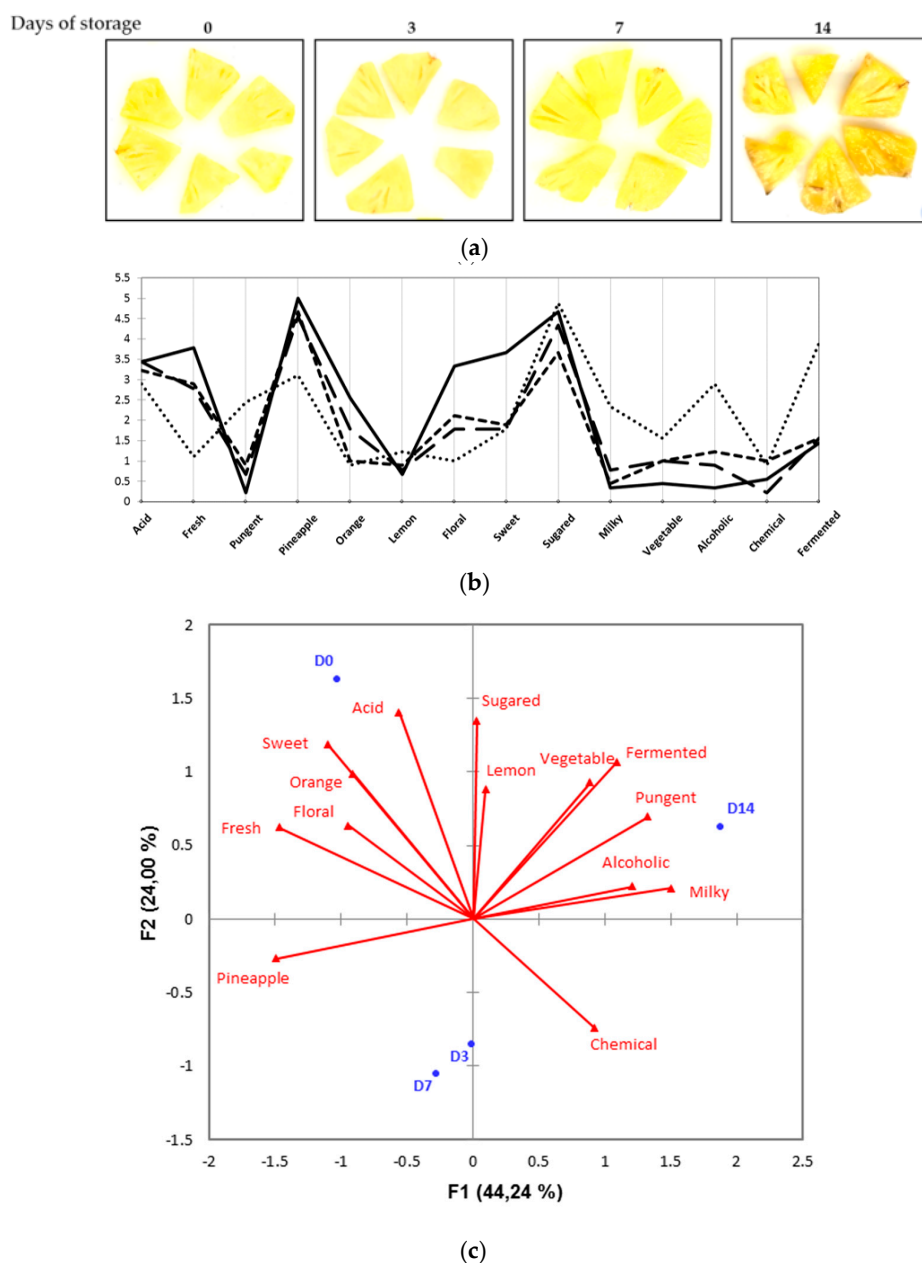 Days of storage 0 3 7 14
(a)
5.5
5
4.5
4
3.5
3
2.5
2
1.5
1
0.5
0
Acid Fresh Pungent Pineapple Orange Lemon Floral Sweet Sugared Milky Vegetable Alcoholic Chemical Fermented
(b)
2
D0
1.5
Acid
Sugared
Sweet
Vegetable
Fermented
Orange
1
Lemon
Pungent
Floral
D14
Fresh
0.5
Alcoholic
Milky
0
Pineapple
-0.5
Chemical
D3
-1
D7
-1.5
-2 -1.5 -1 -0.5 0 0.5 1 1.5 2 2.5
F2 (24,00 %)
F1 (44,24 %)
(c)